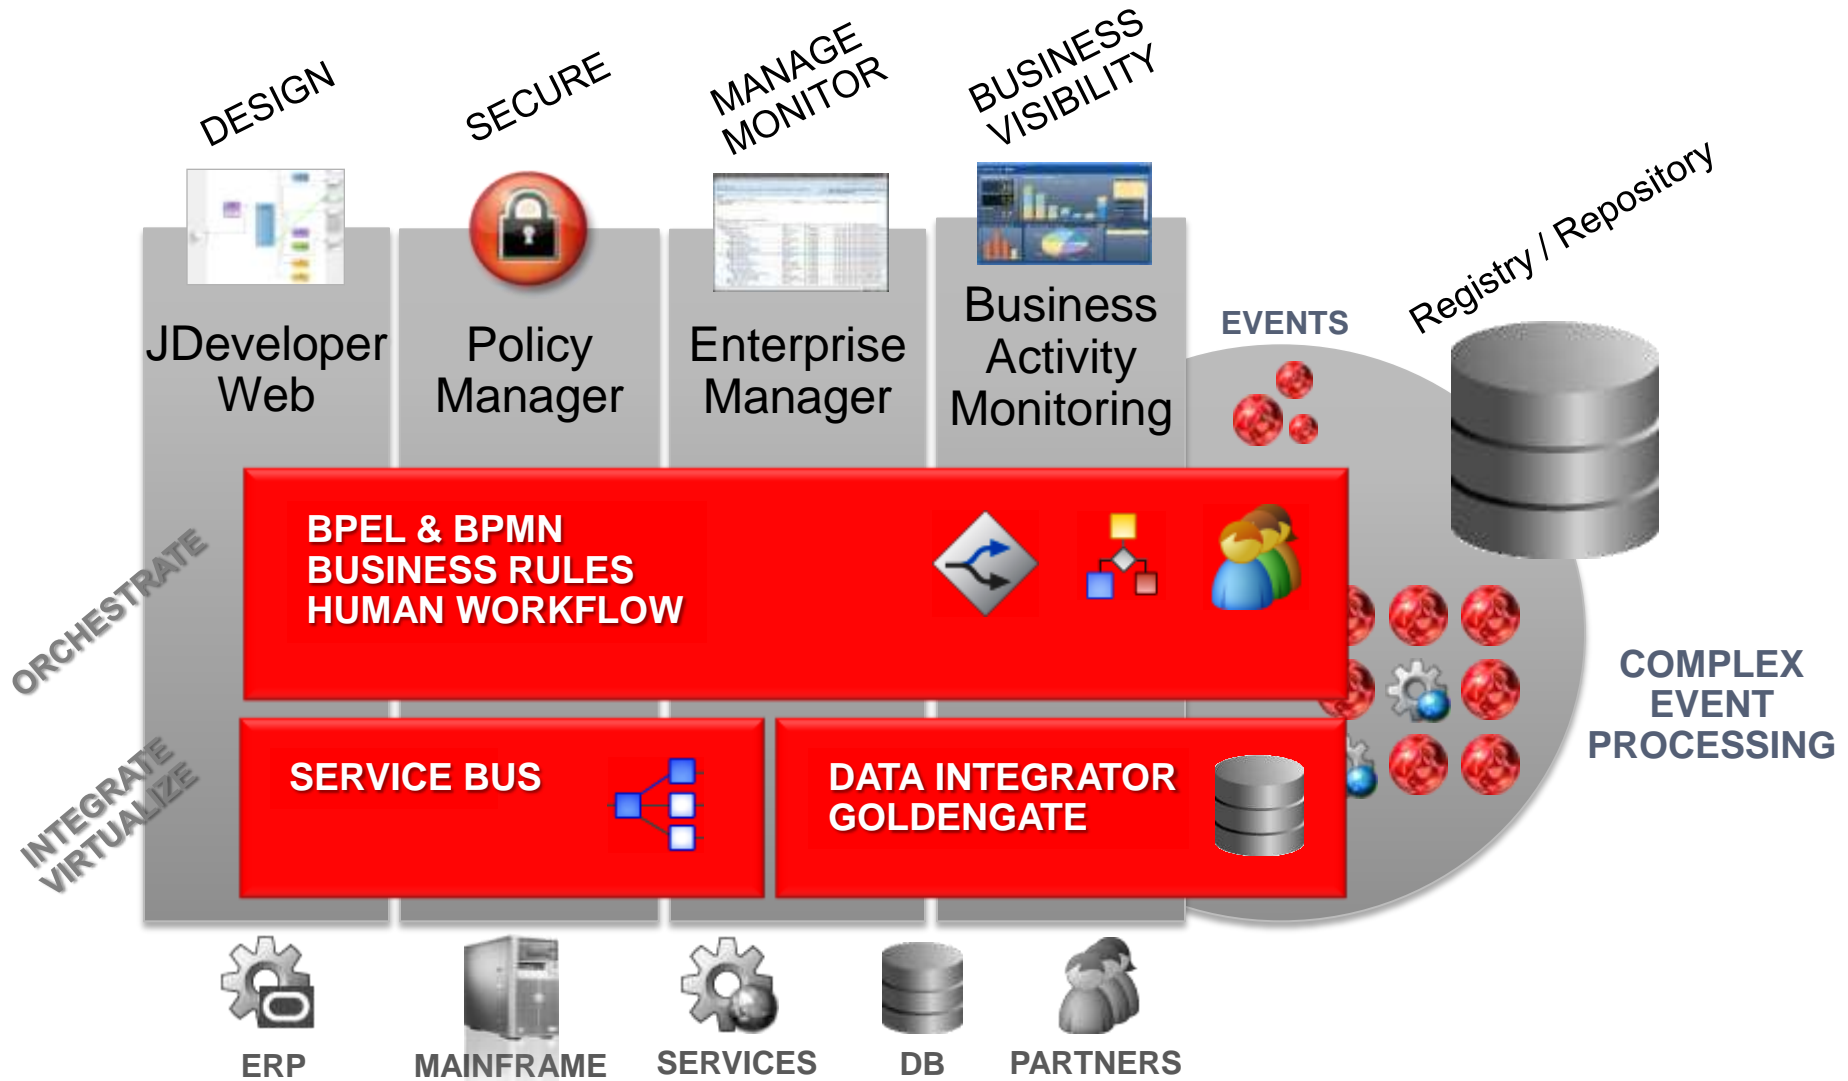 DESIGN
SECURE
MANAGE
MONITOR
BUSINESS
VISIBILITY
Registry / Repository
JDeveloper
Web
Policy
Manager
Enterprise
Manager
Business
Activity
Monitoring
EVENTS
ORCHESTRATE
BPEL & BPMN
BUSINESS RULES
HUMAN WORKFLOW
COMPLEX
EVENT
PROCESSING
INTEGRATE
VIRTUALIZE
SERVICE BUS
DATA INTEGRATOR
GOLDENGATE
ERP
MAINFRAME
SERVICES
DB
PARTNERS